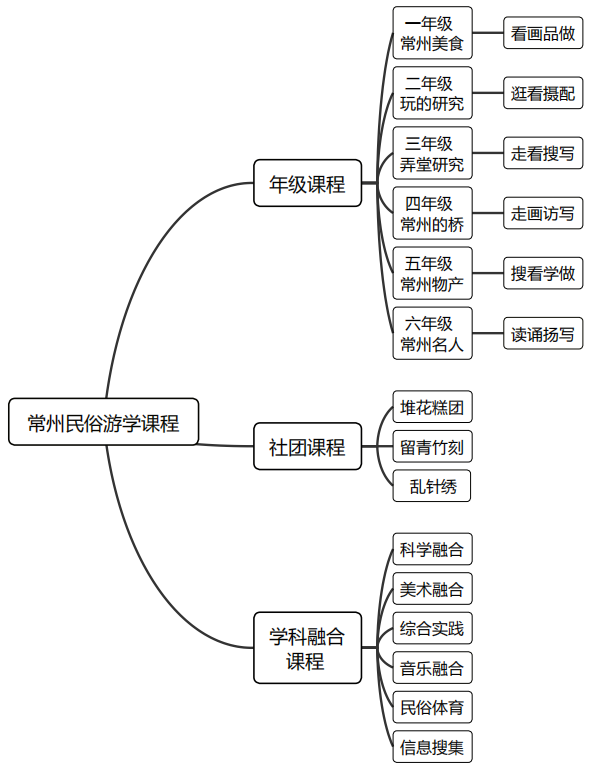 常州民俗游学课程
年级课程
一年级
常州美食
看画品做
二年级
玩的研究
逛看摄配
三年级
弄堂研究
走看搜写
四年级
常州的桥
走画访写
五年级
常州物产
搜看学做
六年级
常州名人
读诵扬写
社团课程
堆花糕团
留青竹刻
乱针绣
学科融合
课程
科学融合
美术融合
综合实践
音乐融合
民俗体育
信息搜集